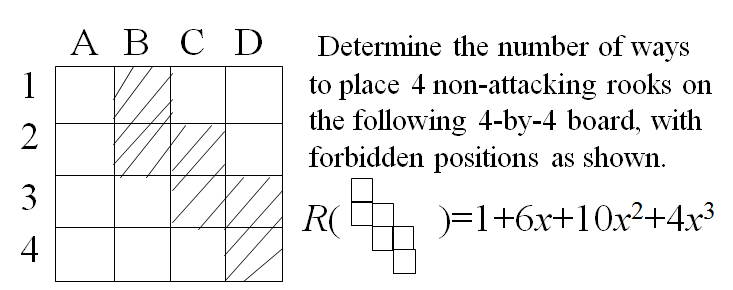 A B C D
1
2
3
4
Determine the number of ways
to place 4 non-attacking rooks on
the following 4-by-4 board, with
forbidden positions as shown.
R( )=1+6x+10x²+4x³